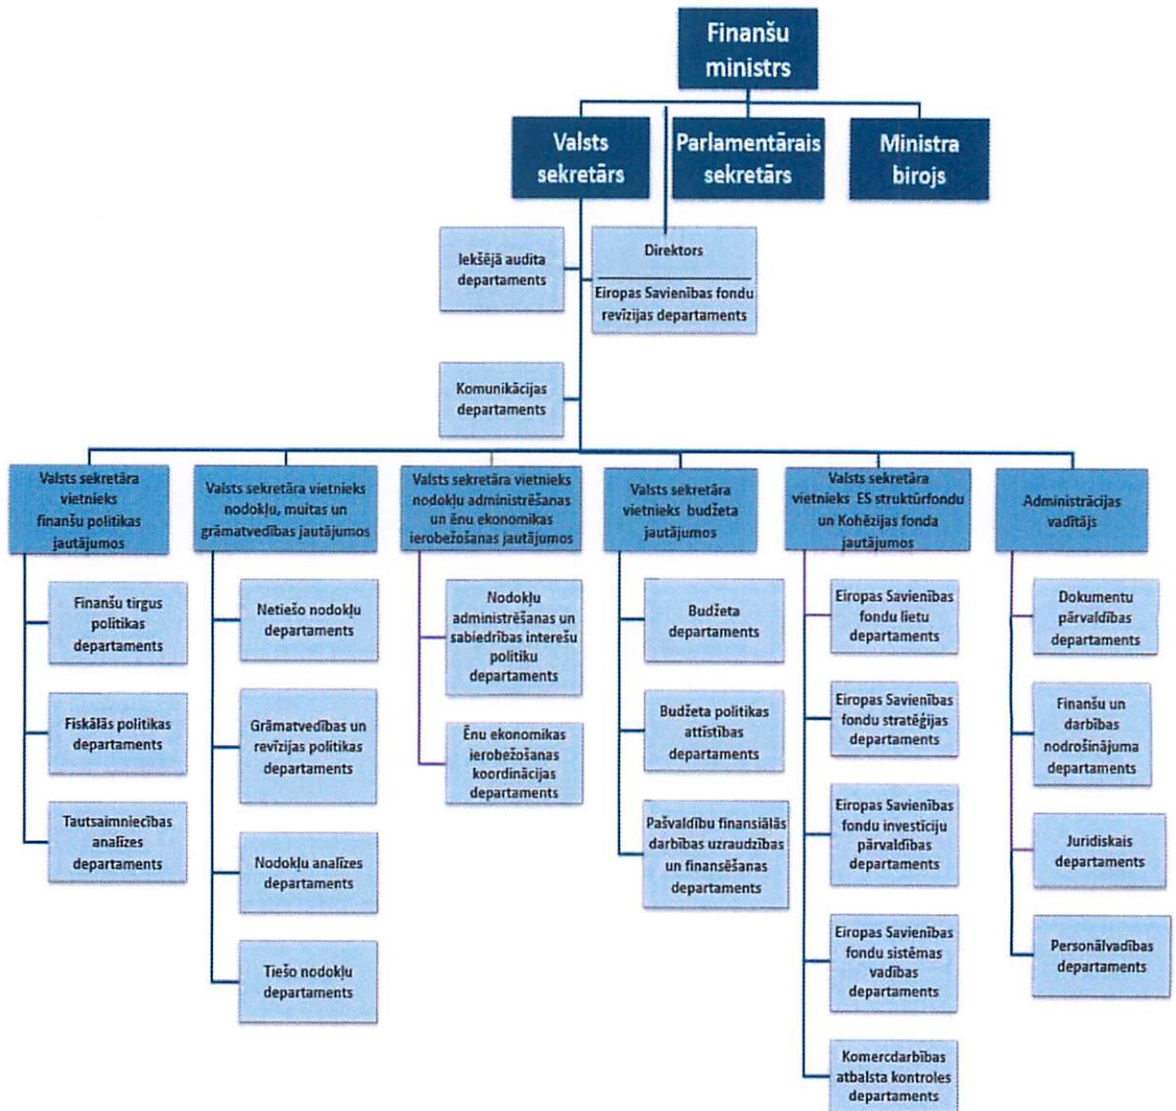 Finanšu
ministrs
Valsts
sekretārs
Parlamentārais
sekretārs
Ministra
birojs
Iekšējā audita
departaments
Direktors
Eiropas Savienības fondu
revīzijas departaments
Komunikācijas
departaments
Valsts sekretāra
vietnieks
finanšu politikas
jautājumos
Valsts sekretāra vietnieks
nodokļu, muitas un
grāmatvedības jautājumos
Valsts sekretāra vietnieks
nodokļu administrēšanas
un ēnu ekonomikas
ierobežošanas jautājumos
Valsts sekretāra
vietnieks budžeta
jautājumos
Valsts sekretāra
vietnieks ES struktūrfondu
un Kohēzijas fonda
jautājumos
Administrācijas
vadītājs
Finanšu tirgus
politikas
departaments
Fiskālās politikas
departaments
Tautsaimniecības
analīzes
departaments
Netiešo nodokļu
departaments
Grāmatvedības un
revīzijas politikas
departaments
Nodokļu analīzes
departaments
Tiešo nodokļu
departaments
Nodokļu
administrēšanas un
sabiedrības interešu
politiku
departaments
Ēnu ekonomikas
ierobežošanas
koordinācijas
departaments
Budžeta
departaments
Budžeta politikas
attīstības
departaments
Pašvaldību finansiālās
darbības uzraudzības
un finansēšanas
departaments
Eiropas Savienības
fondu lietu
departaments
Eiropas Savienības
fondu stratēģijas
departaments
Eiropas Savienības
fondu investīciju
pārvaldības
departaments
Eiropas Savienības
fondu sistēmas
vadības
departaments
Komercdarbības
atbalsta kontroles
departaments
Dokumentu
pārvaldības
departaments
Finanšu un
darbības
nodrošinājuma
departaments
Juridiskais
departaments
Personālvadības
departaments